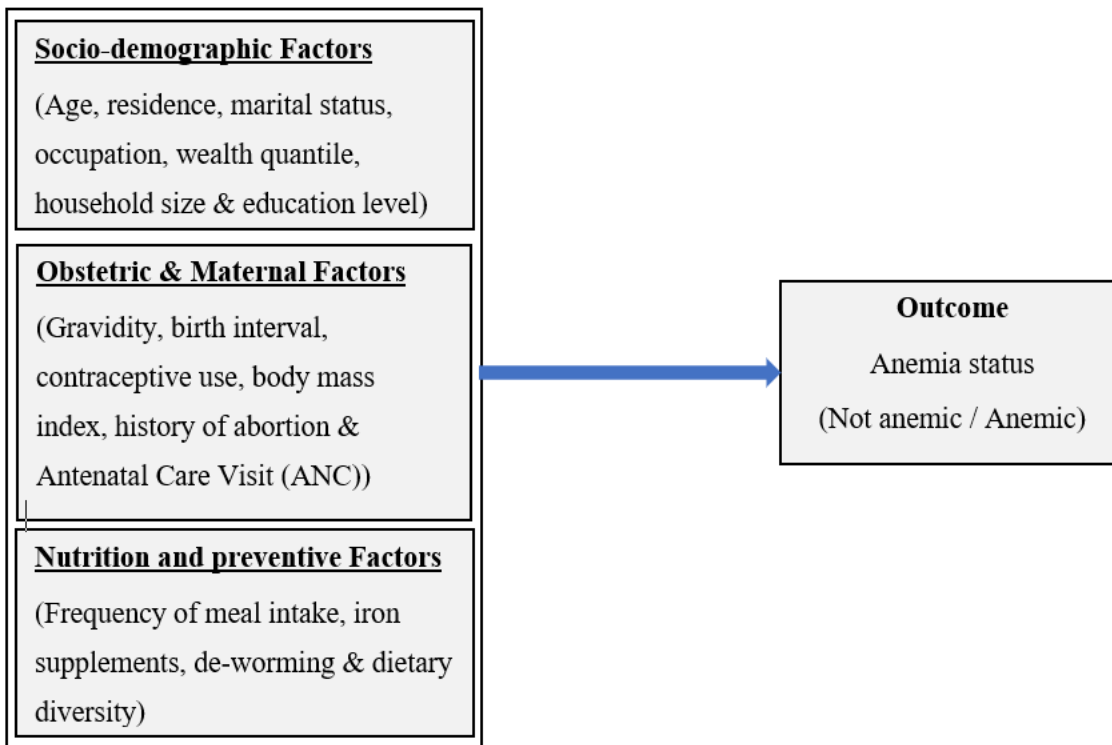 Socio-demographic Factors
(Age, residence, marital status,
occupation, wealth quantile,
household size & education level)
Obstetric & Maternal Factors
(Gravidity, birth interval,
contraceptive use, body mass
index, history of abortion &
Antenatal Care Visit (ANC))
Nutrition and preventive Factors
(Frequency of meal intake, iron
supplements, de-worming & dietary
diversity)
Outcome
Anemia status
(Not anemic / Anemic)